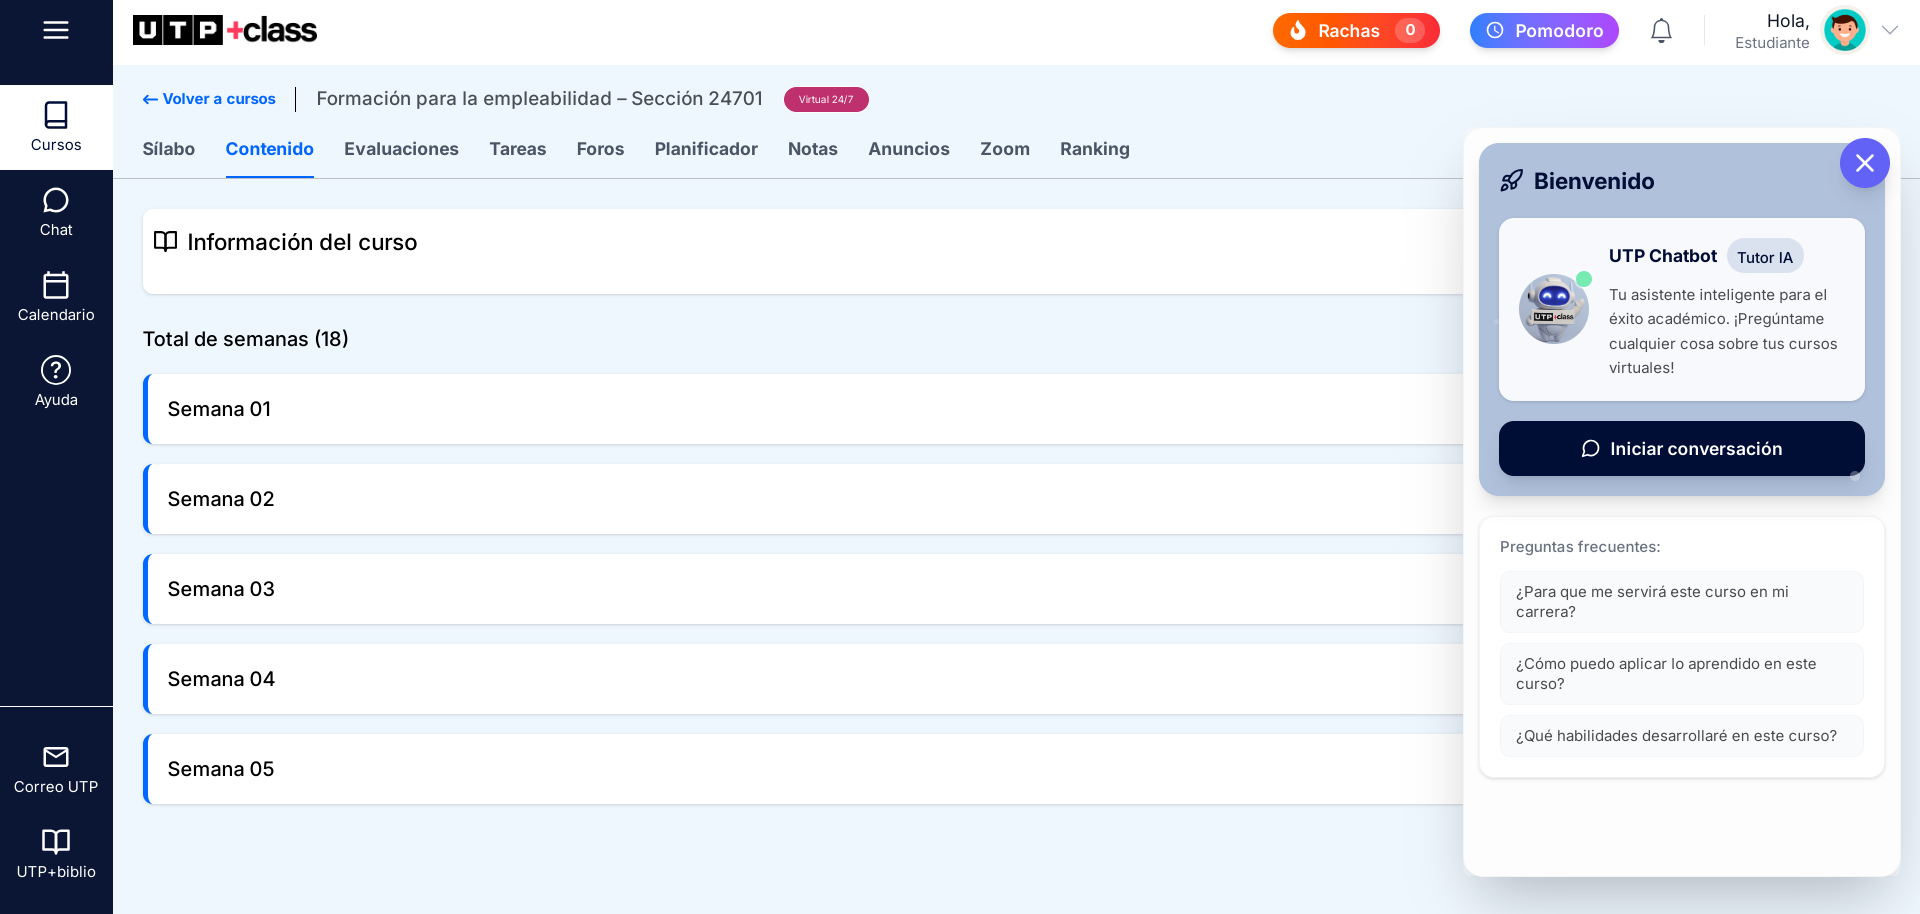 UTP+class
Rachas 0
Pomodoro
Hola,
Estudiante
Cursos
Chat
Calendario
Ayuda
Correo UTP
UTP+biblio
← Volver a cursos
Formación para la empleabilidad – Sección 24701
Virtual 24/7
Sílabo Contenido Evaluaciones Tareas Foros Planificador Notas Anuncios Zoom Ranking
Información del curso
Total de semanas (18)
Semana 01
Semana 02
Semana 03
Semana 04
Semana 05
Bienvenido
UTP Chatbot Tutor IA
UTP+class
Tu asistente inteligente para el
éxito académico. ¡Pregúntame
cualquier cosa sobre tus cursos
virtuales!
Iniciar conversación
Preguntas frecuentes:
¿Para que me servirá este curso en mi
carrera?
¿Cómo puedo aplicar lo aprendido en este
curso?
¿Qué habilidades desarrollaré en este curso?